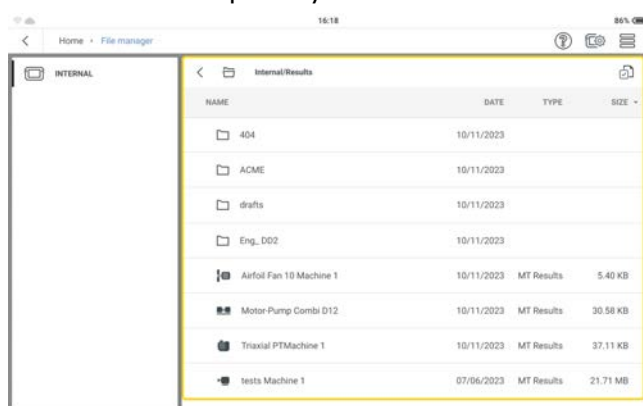 16:18
86%
Home • File manager
INTERNAL
Internal/Results
NAME DATE TYPE SIZE
404 10/11/2023
ACME 10/11/2023
drafts 10/11/2023
Eng_ DD2 10/11/2023
Airfoil Fan 10 Machine 1 10/11/2023 MT Results 5.40 KB
Motor-Pump Combi D12 10/11/2023 MT Results 30.58 KB
Triaxial PTMachine 1 10/11/2023 MT Results 37.11 KB
tests Machine 1 07/06/2023 MT Results 21.71 MB